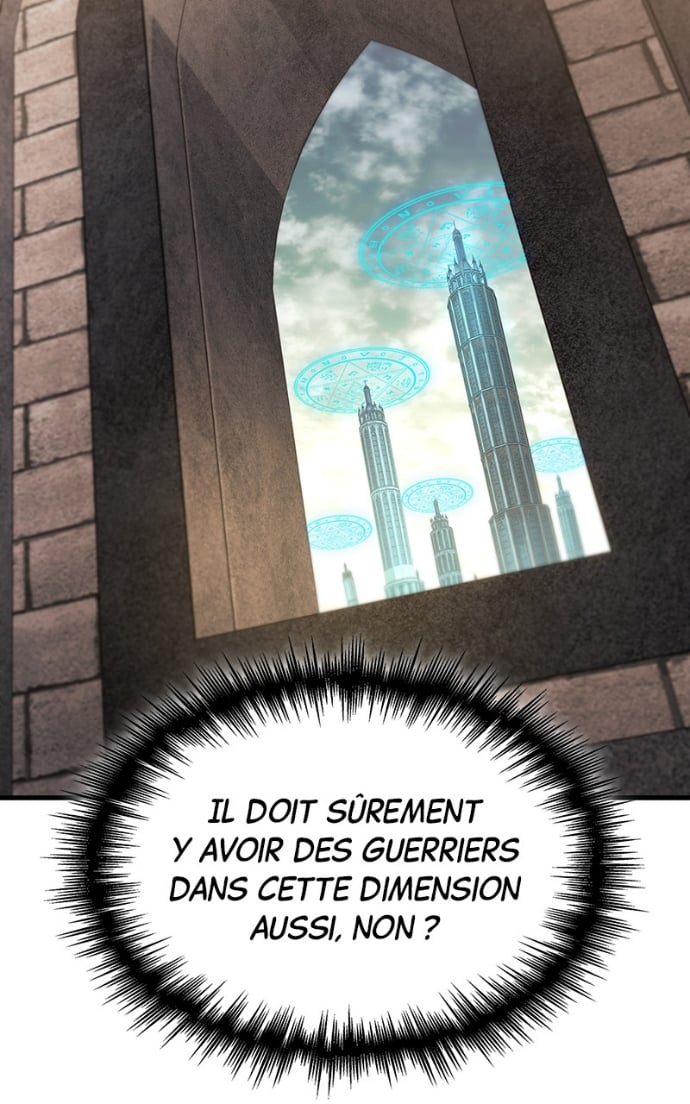 IL DOIT SÛREMENT
Y AVOIR DES GUERRIERS
DANS CETTE DIMENSION
AUSSI, NON ?